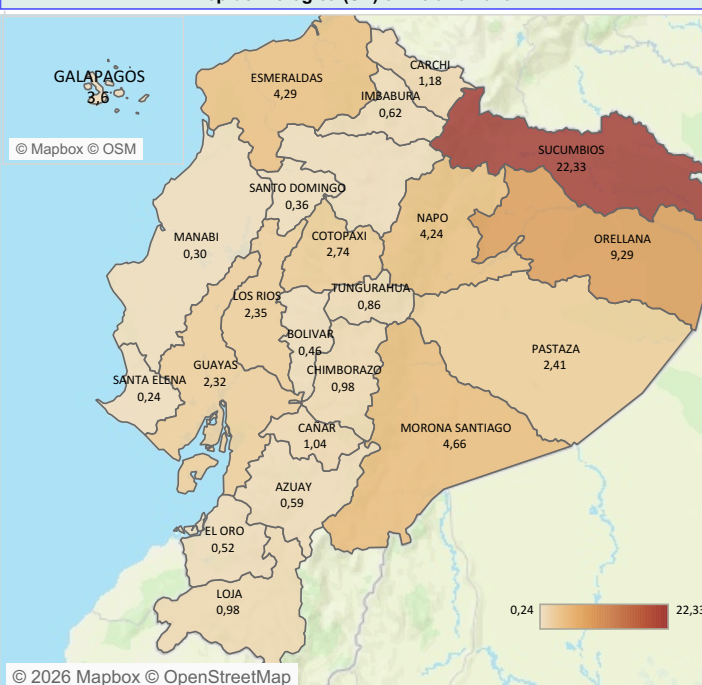 GALAPAGOS
3,6
© Mapbox © OSM
ESMERALDAS
4,29
CARCHI
1,18
IMBABURA
0,62
SUCUMBIOS
22,33
SANTO DOMINGO
0,36
MANABI
0,30
COTOPAXI
2,74
NAPO
4,24
ORELLANA
9,29
LOS RIOS
2,35
TUNGURAHUA
0,86
BOLIVAR
0,46
CHIMBORAZO
0,98
GUAYAS
2,32
SANTA ELENA
0,24
PASTAZA
2,41
CAÑAR
1,04
MORONA SANTIAGO
4,66
AZUAY
0,59
EL ORO
0,52
LOJA
0,98
0,24
22,33
© 2026 Mapbox © OpenStreetMap